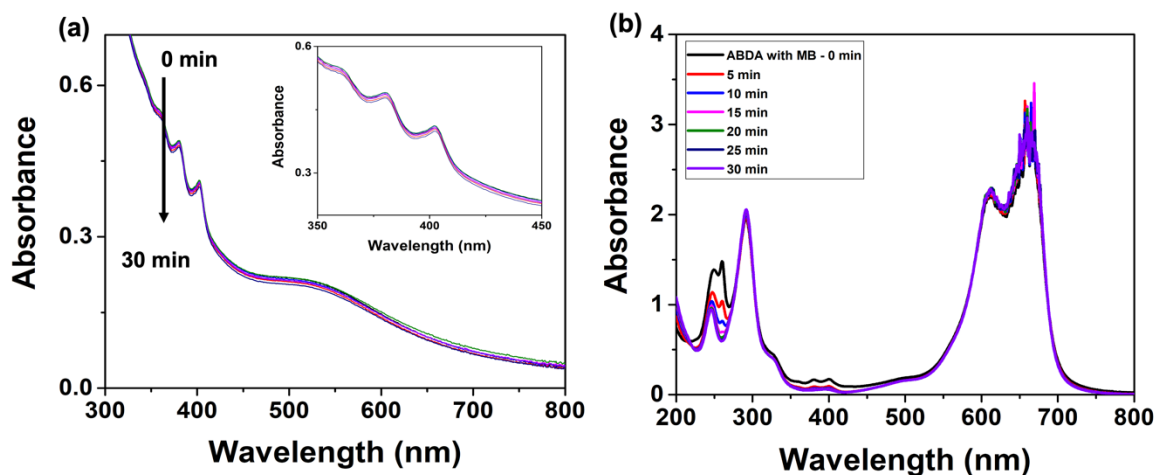 (a)
0 min
30 min
Absorbance
0.6
0.3
0.0
300 400 500 600 700 800
Wavelength (nm)
Absorbance
0.6
0.3
350 400 450
Wavelength (nm)
(b)
ABDA with MB - 0 min
5 min
10 min
15 min
20 min
25 min
30 min
Absorbance
4
3
2
1
0
200 300 400 500 600 700 800
Wavelength (nm)